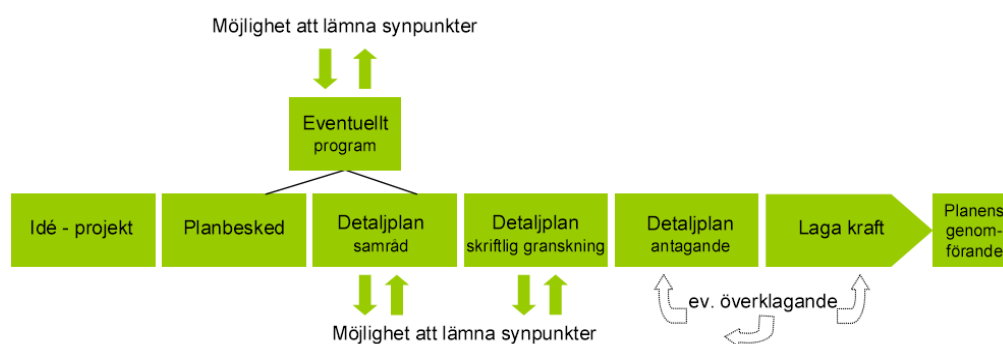 Möjlighet att lämna synpunkter
Eventuellt
program
Idé - projekt
Planbesked
Detaljplan
samråd
Detaljplan
skriftlig granskning
Detaljplan
antagande
Laga kraft
Planens
genom-
förande
Möjlighet att lämna synpunkter
ev. överklagande